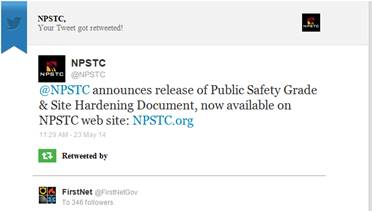 NPSTC,
Your Tweet got retweeted!
NPSTC
NPSTC
NPSTC
@NPSTC
@NPSTC announces release of Public Safety Grade
& Site Hardening Document, now available on
NPSTC web site: NPSTC.org
11:29 AM - 23 May 14
Retweeted by
FirstNet @FirstNetGov
To 346 followers